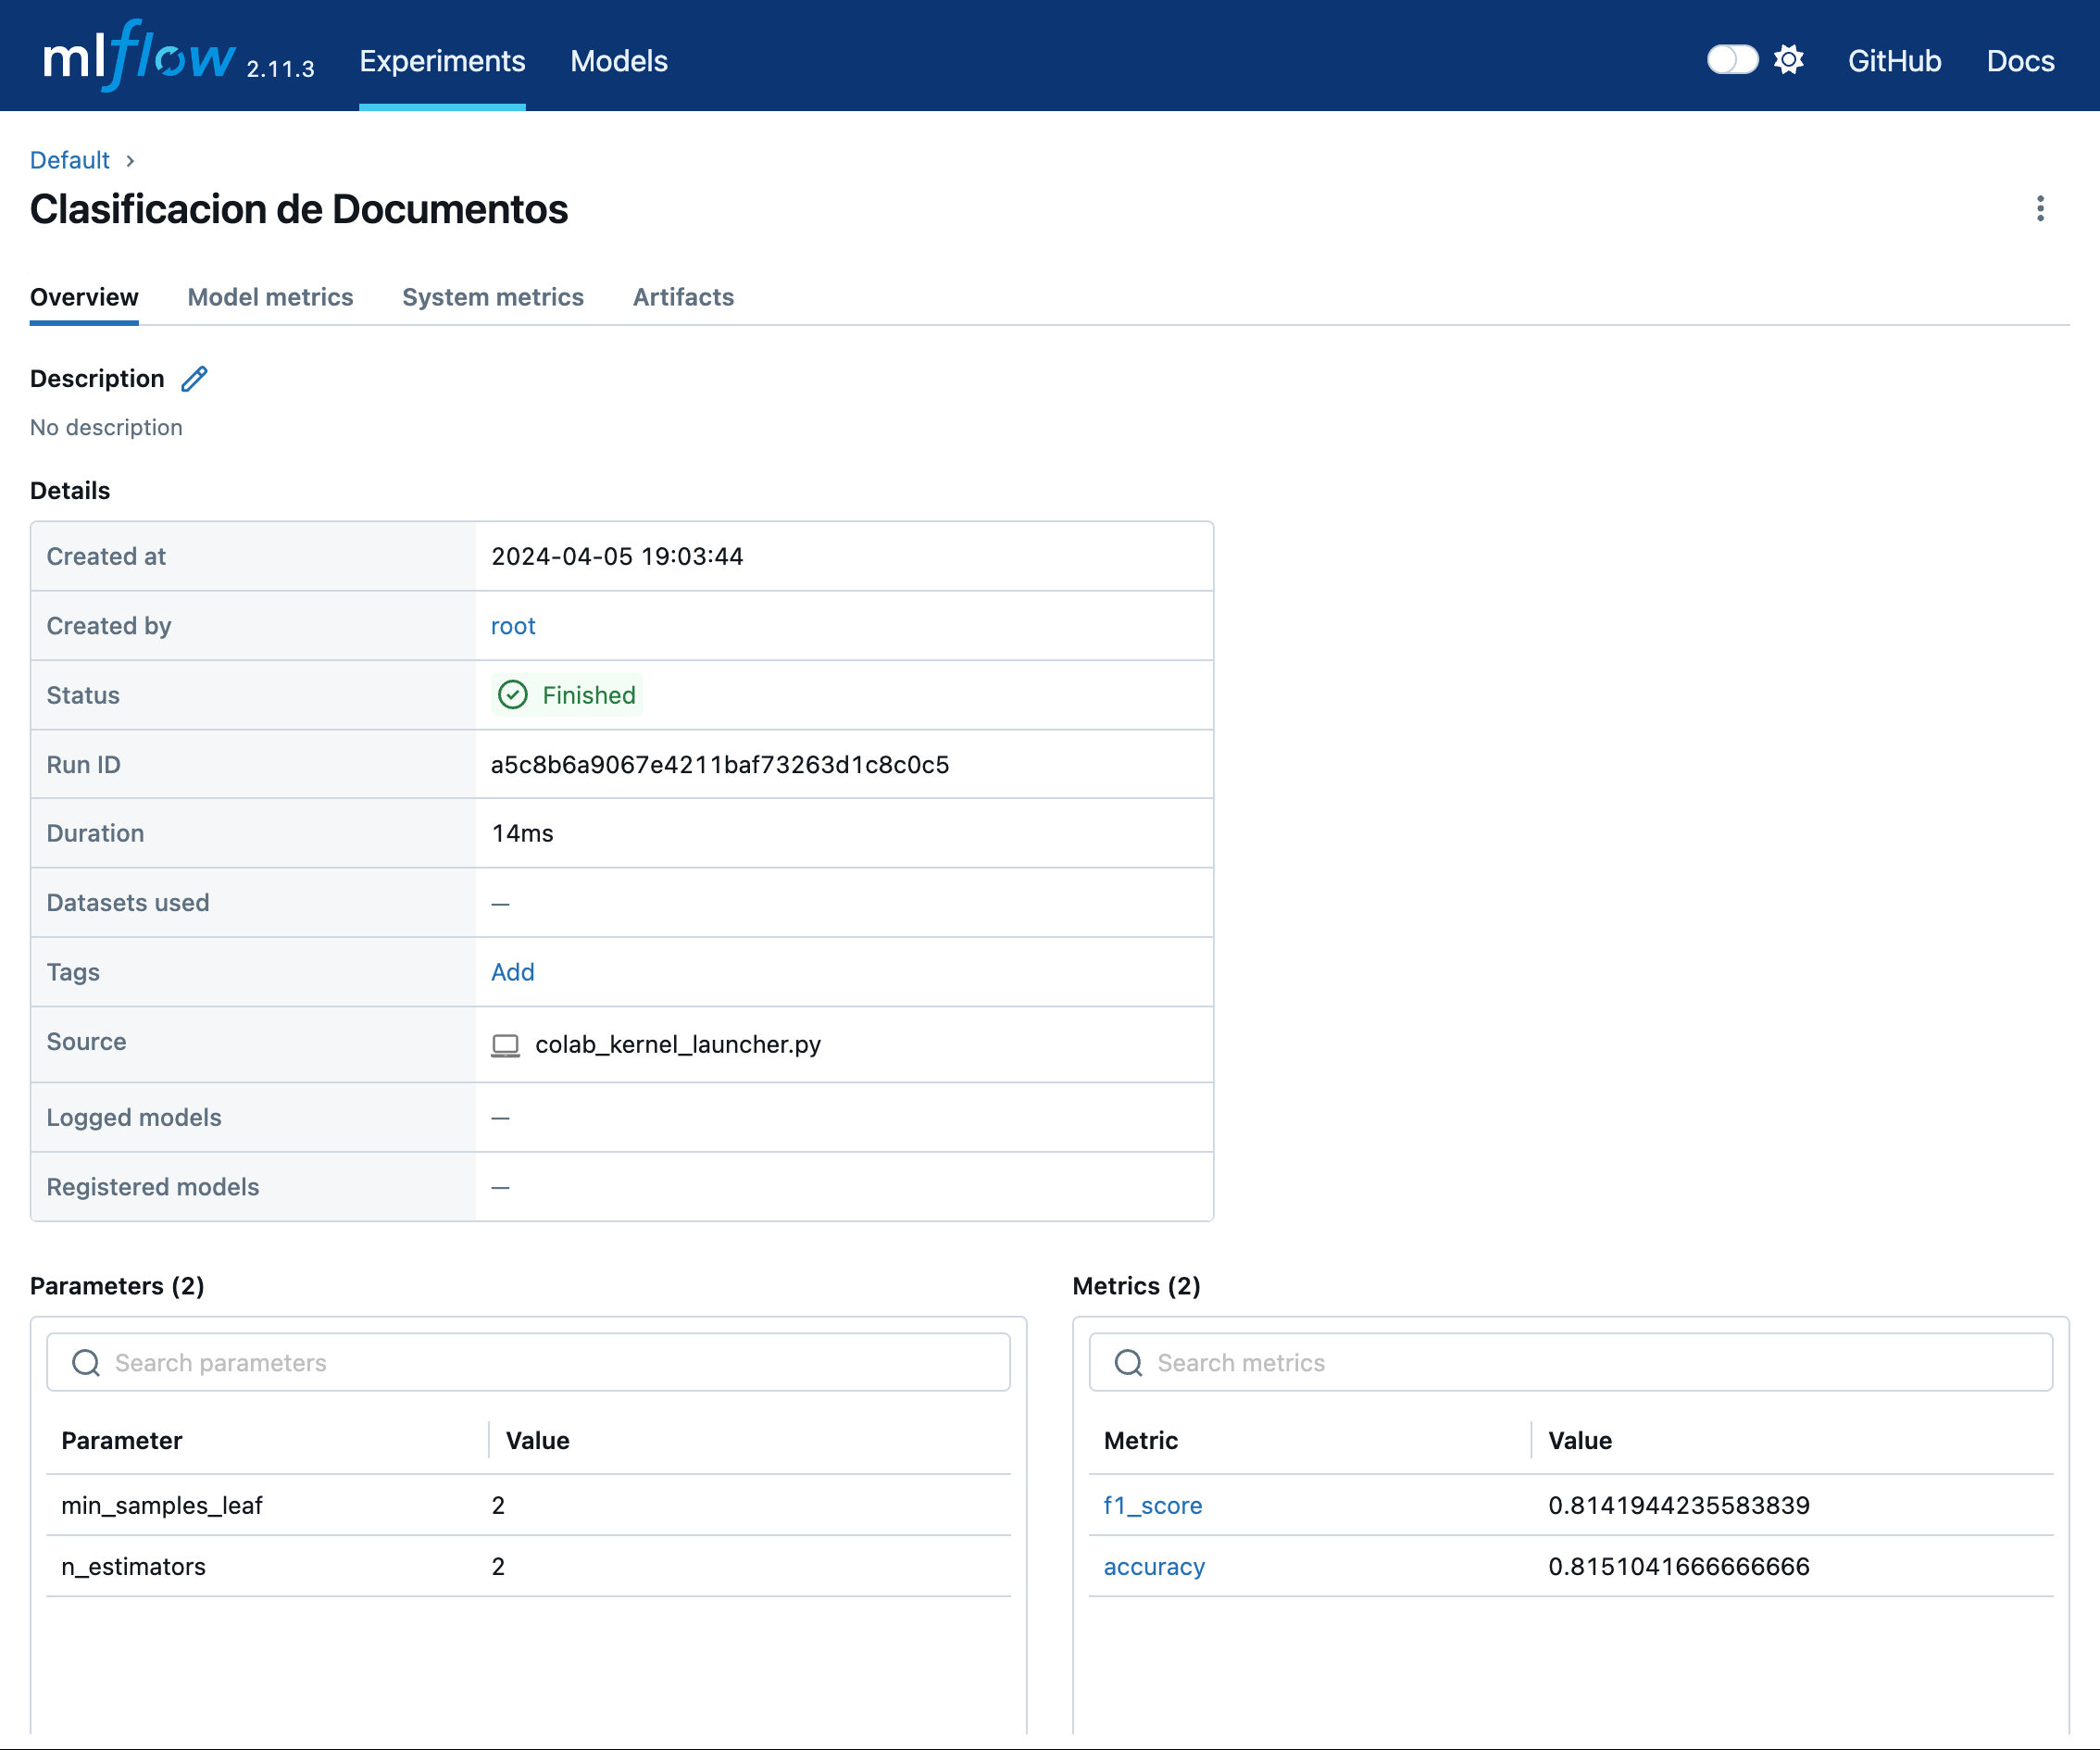 mlflow 2.11.3 Experiments Models GitHub Docs
Default
Clasificacion de Documentos
Overview Model metrics System metrics Artifacts
Description
No description
Details
Created at 2024-04-05 19:03:44
Created by root
Status Finished
Run ID a5c8b6a9067e4211baf73263d1c8c0c5
Duration 14ms
Datasets used —
Tags Add
Source colab_kernel_launcher.py
Logged models —
Registered models —
Parameters (2)
Search parameters
Parameter Value
min_samples_leaf 2
n_estimators 2
Metrics (2)
Search metrics
Metric Value
f1_score 0.8141944235583839
accuracy 0.8151041666666666